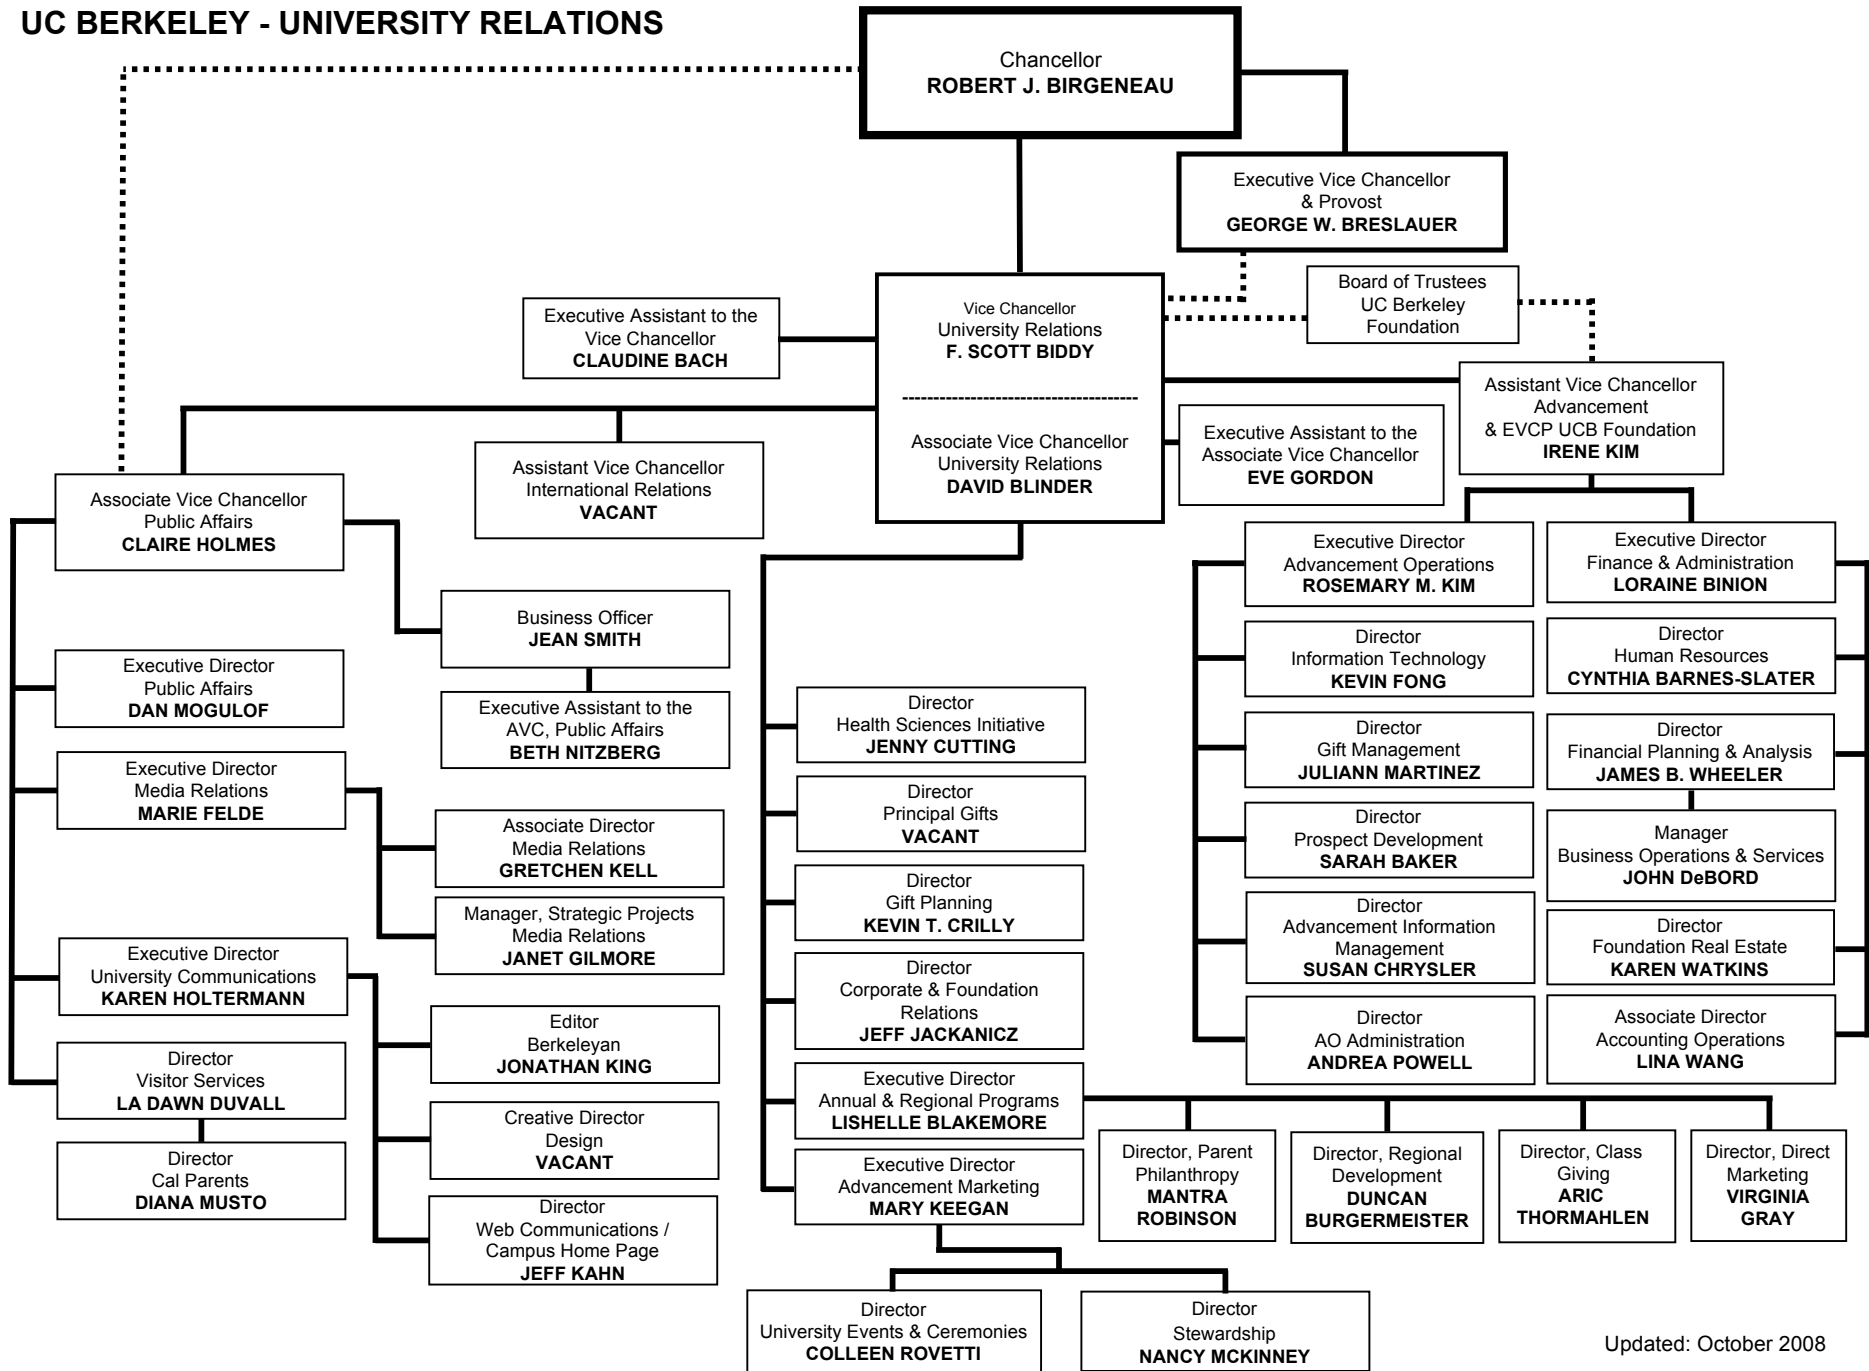 UC BERKELEY - UNIVERSITY RELATIONS
Chancellor
ROBERT J. BIRGENEAU
Executive Vice Chancellor
& Provost
GEORGE W. BRESLAUER
Board of Trustees
UC Berkeley
Foundation
Executive Assistant to the
Vice Chancellor
CLAUDINE BACH
Vice Chancellor
University Relations
F. SCOTT BIDDY
Associate Vice Chancellor
University Relations
DAVID BLINDER
Assistant Vice Chancellor
Advancement
& EVCP UCB Foundation
IRENE KIM
Executive Assistant to the
Associate Vice Chancellor
EVE GORDON
Assistant Vice Chancellor
International Relations
VACANT
Associate Vice Chancellor
Public Affairs
CLAIRE HOLMES
Business Officer
JEAN SMITH
Executive Assistant to the
AVC, Public Affairs
BETH NITZBERG
Executive Director
Public Affairs
DAN MOGULOF
Executive Director
Media Relations
MARIE FELDE
Associate Director
Media Relations
GRETCHEN KELL
Manager, Strategic Projects
Media Relations
JANET GILMORE
Executive Director
University Communications
KAREN HOLTERMANN
Editor
Berkeleyan
JONATHAN KING
Creative Director
Design
VACANT
Director
Web Communications /
Campus Home Page
JEFF KAHN
Director
Visitor Services
LA DAWN DUVALL
Director
Cal Parents
DIANA MUSTO
Director
Health Sciences Initiative
JENNY CUTTING
Director
Principal Gifts
VACANT
Director
Gift Planning
KEVIN T. CRILLY
Director
Corporate & Foundation
Relations
JEFF JACKANICZ
Executive Director
Annual & Regional Programs
LISHELLE BLAKEMORE
Executive Director
Advancement Marketing
MARY KEEGAN
Director, Parent
Philanthropy
MANTRA
ROBINSON
Director, Regional
Development
DUNCAN
BURGERMEISTER
Director, Class
Giving
ARIC
THORMAHLEN
Director, Direct
Marketing
VIRGINIA
GRAY
Director
University Events & Ceremonies
COLLEEN ROVETTI
Director
Stewardship
NANCY MCKINNEY
Executive Director
Advancement Operations
ROSEMARY M. KIM
Director
Information Technology
KEVIN FONG
Director
Gift Management
JULIANN MARTINEZ
Director
Prospect Development
SARAH BAKER
Director
Advancement Information
Management
SUSAN CHRYSLER
Director
AO Administration
ANDREA POWELL
Executive Director
Finance & Administration
LORAINE BINION
Director
Human Resources
CYNTHIA BARNES-SLATER
Director
Financial Planning & Analysis
JAMES B. WHEELER
Manager
Business Operations & Services
JOHN DeBORD
Director
Foundation Real Estate
KAREN WATKINS
Associate Director
Accounting Operations
LINA WANG
Updated: October 2008